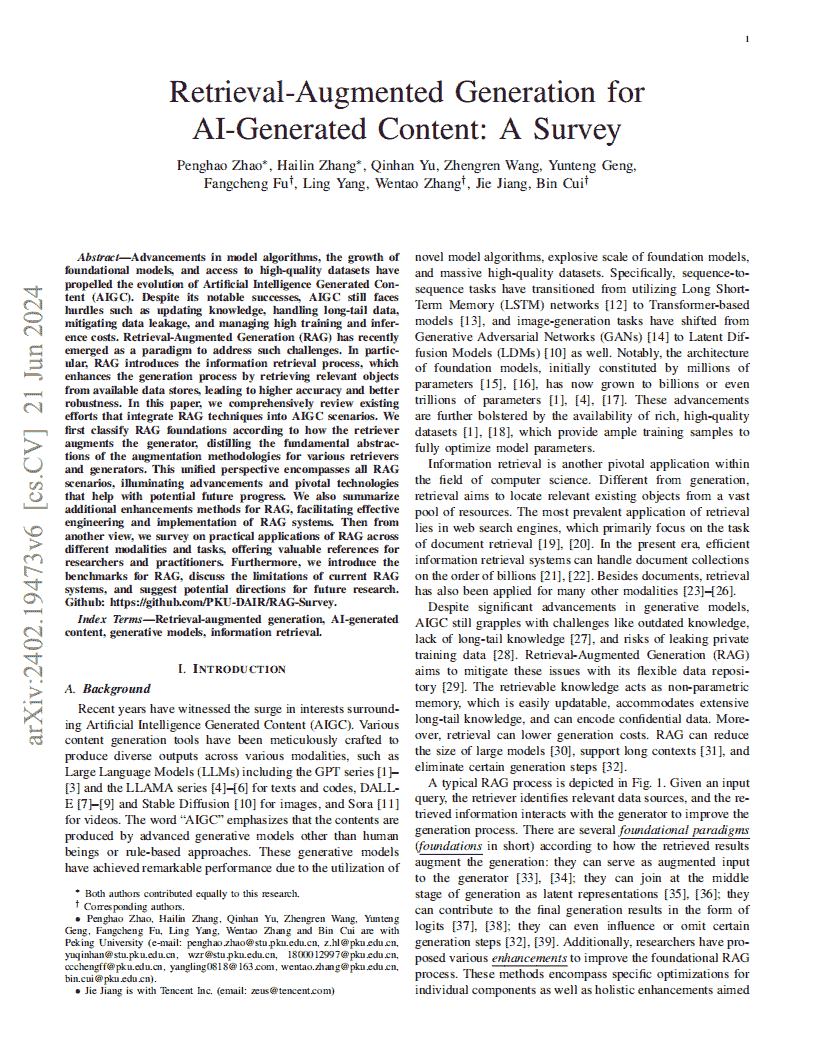 1
Retrieval-Augmented Generation for
AI-Generated Content: A Survey
Penghao Zhao*, Hailin Zhang*, Qinhan Yu, Zhengren Wang, Yunteng Geng,
Fangcheng Fu†, Ling Yang, Wentao Zhang†, Jie Jiang, Bin Cui†
arXiv:2402.19473v6 [cs.CV] 21 Jun 2024
Abstract—Advancements in model algorithms, the growth of
foundational models, and access to high-quality datasets have
propelled the evolution of Artificial Intelligence Generated Con-
tent (AIGC). Despite its notable successes, AIGC still faces
hurdles such as updating knowledge, handling long-tail data,
mitigating data leakage, and managing high training and infer-
ence costs. Retrieval-Augmented Generation (RAG) has recently
emerged as a paradigm to address such challenges. In partic-
ular, RAG introduces the information retrieval process, which
enhances the generation process by retrieving relevant objects
from available data stores, leading to higher accuracy and better
robustness. In this paper, we comprehensively review existing
efforts that integrate RAG techniques into AIGC scenarios. We
first classify RAG foundations according to how the retriever
augments the generator, distilling the fundamental abstrac-
tions of the augmentation methodologies for various retrievers
and generators. This unified perspective encompasses all RAG
scenarios, illuminating advancements and pivotal technologies
that help with potential future progress. We also summarize
additional enhancements methods for RAG, facilitating effective
engineering and implementation of RAG systems. Then from
another view, we survey on practical applications of RAG across
different modalities and tasks, offering valuable references for
researchers and practitioners. Furthermore, we introduce the
benchmarks for RAG, discuss the limitations of current RAG
systems, and suggest potential directions for future research.
Github: https://github.com/PKU-DAIR/RAG-Survey.
Index Terms—Retrieval-augmented generation, AI-generated
content, generative models, information retrieval.
I. INTRODUCTION
A. Background
Recent years have witnessed the surge in interests surround-
ing Artificial Intelligence Generated Content (AIGC). Various
content generation tools have been meticulously crafted to
produce diverse outputs across various modalities, such as
Large Language Models (LLMs) including the GPT series [1]–
[3] and the LLAMA series [4]–[6] for texts and codes, DALL-
E [7]–[9] and Stable Diffusion [10] for images, and Sora [11]
for videos. The word “AIGC” emphasizes that the contents are
produced by advanced generative models other than human
beings or rule-based approaches. These generative models
have achieved remarkable performance due to the utilization of
* Both authors contributed equally to this research.
† Corresponding authors.
• Penghao Zhao, Hailin Zhang, Qinhan Yu, Zhengren Wang, Yunteng
Geng, Fangcheng Fu, Ling Yang, Wentao Zhang and Bin Cui are with
Peking University (e-mail: penghao.zhao@stu.pku.edu.cn, z.hl@pku.edu.cn,
yuqinhan@stu.pku.edu.cn, wzr@stu.pku.edu.cn, 1800012997@pku.edu.cn,
ccchengff@pku.edu.cn, yangling0818@163.com, wentao.zhang@pku.edu.cn,
bin.cui@pku.edu.cn).
• Jie Jiang is with Tencent Inc. (email: zeus@tencent.com)
novel model algorithms, explosive scale of foundation models,
and massive high-quality datasets. Specifically, sequence-to-
sequence tasks have transitioned from utilizing Long Short-
Term Memory (LSTM) networks [12] to Transformer-based
models [13], and image-generation tasks have shifted from
Generative Adversarial Networks (GANs) [14] to Latent Dif-
fusion Models (LDMs) [10] as well. Notably, the architecture
of foundation models, initially constituted by millions of
parameters [15], [16], has now grown to billions or even
trillions of parameters [1], [4], [17]. These advancements
are further bolstered by the availability of rich, high-quality
datasets [1], [18], which provide ample training samples to
fully optimize model parameters.
Information retrieval is another pivotal application within
the field of computer science. Different from generation,
retrieval aims to locate relevant existing objects from a vast
pool of resources. The most prevalent application of retrieval
lies in web search engines, which primarily focus on the task
of document retrieval [19], [20]. In the present era, efficient
information retrieval systems can handle document collections
on the order of billions [21], [22]. Besides documents, retrieval
has also been applied for many other modalities [23]–[26].
Despite significant advancements in generative models,
AIGC still grapples with challenges like outdated knowledge,
lack of long-tail knowledge [27], and risks of leaking private
training data [28]. Retrieval-Augmented Generation (RAG)
aims to mitigate these issues with its flexible data reposi-
tory [29]. The retrievable knowledge acts as non-parametric
memory, which is easily updatable, accommodates extensive
long-tail knowledge, and can encode confidential data. More-
over, retrieval can lower generation costs. RAG can reduce
the size of large models [30], support long contexts [31], and
eliminate certain generation steps [32].
A typical RAG process is depicted in Fig. 1. Given an input
query, the retriever identifies relevant data sources, and the re-
trieved information interacts with the generator to improve the
generation process. There are several foundational paradigms
(foundations in short) according to how the retrieved results
augment the generation: they can serve as augmented input
to the generator [33], [34]; they can join at the middle
stage of generation as latent representations [35], [36]; they
can contribute to the final generation results in the form of
logits [37], [38]; they can even influence or omit certain
generation steps [32], [39]. Additionally, researchers have pro-
posed various enhancements to improve the foundational RAG
process. These methods encompass specific optimizations for
individual components as well as holistic enhancements aimed